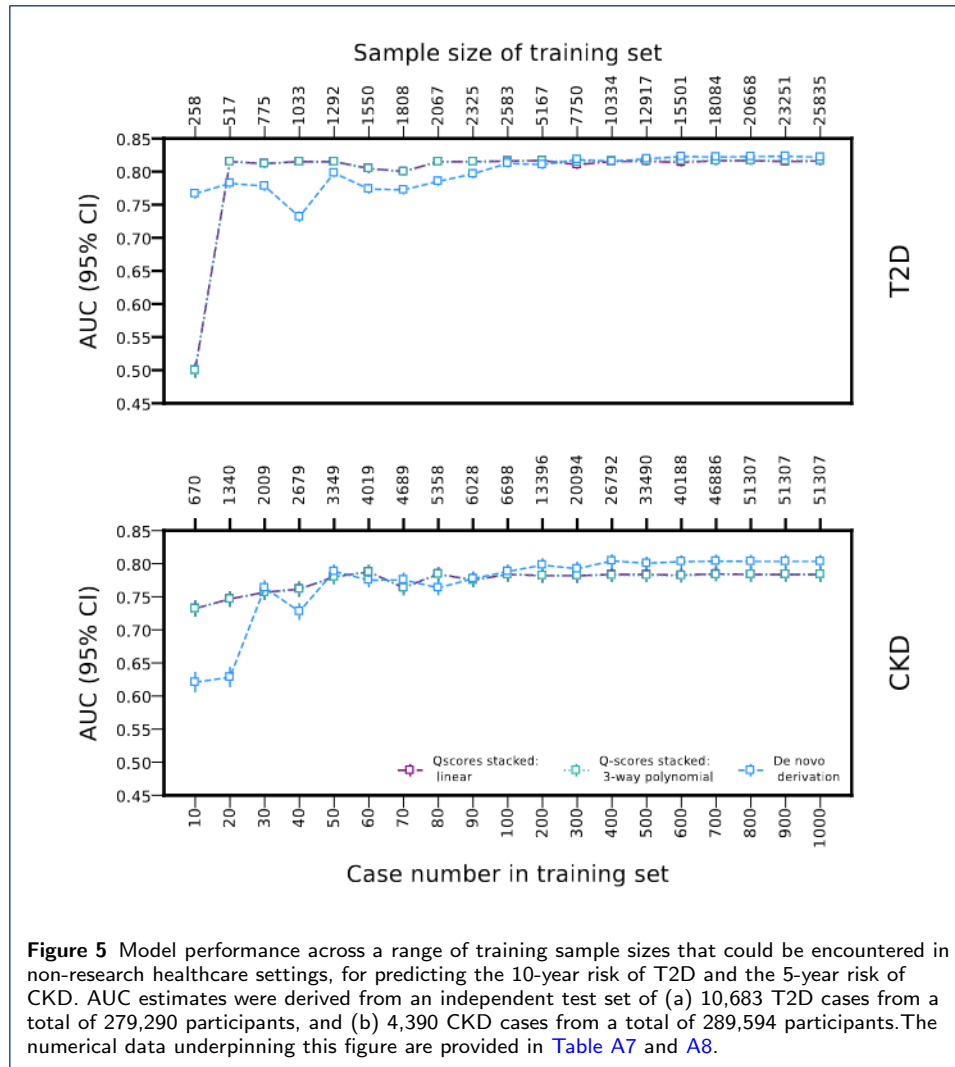 Sample size of training set
258 517 775 1033 1292 1550 1808 2067 2325 2583 5167 7750 10334 12917 15501 18084 20668 23251 25835
0.85
0.80
0.75
0.70
0.65
0.60
0.55
0.50
0.45
AUC (95% CI)
T2D
670 1340 2009 2679 3349 4019 4689 5358 6028 6698 13396 20094 26792 33490 40188 46886 51307 51307 51307
0.85
0.80
0.75
0.70
0.65
0.60
0.55
0.50
0.45
AUC (95% CI)
CKD
Qscores stacked:
linear
Q-scores stacked:
3-way polynomial
De novo
derivation
10 20 30 40 50 60 70 80 90 100 200 300 400 500 600 700 800 900 1000
Case number in training set
Figure 5 Model performance across a range of training sample sizes that could be encountered in
non-research healthcare settings, for predicting the 10-year risk of T2D and the 5-year risk of
CKD. AUC estimates were derived from an independent test set of (a) 10,683 T2D cases from a
total of 279,290 participants, and (b) 4,390 CKD cases from a total of 289,594 participants.The
numerical data underpinning this figure are provided in Table A7 and A8.